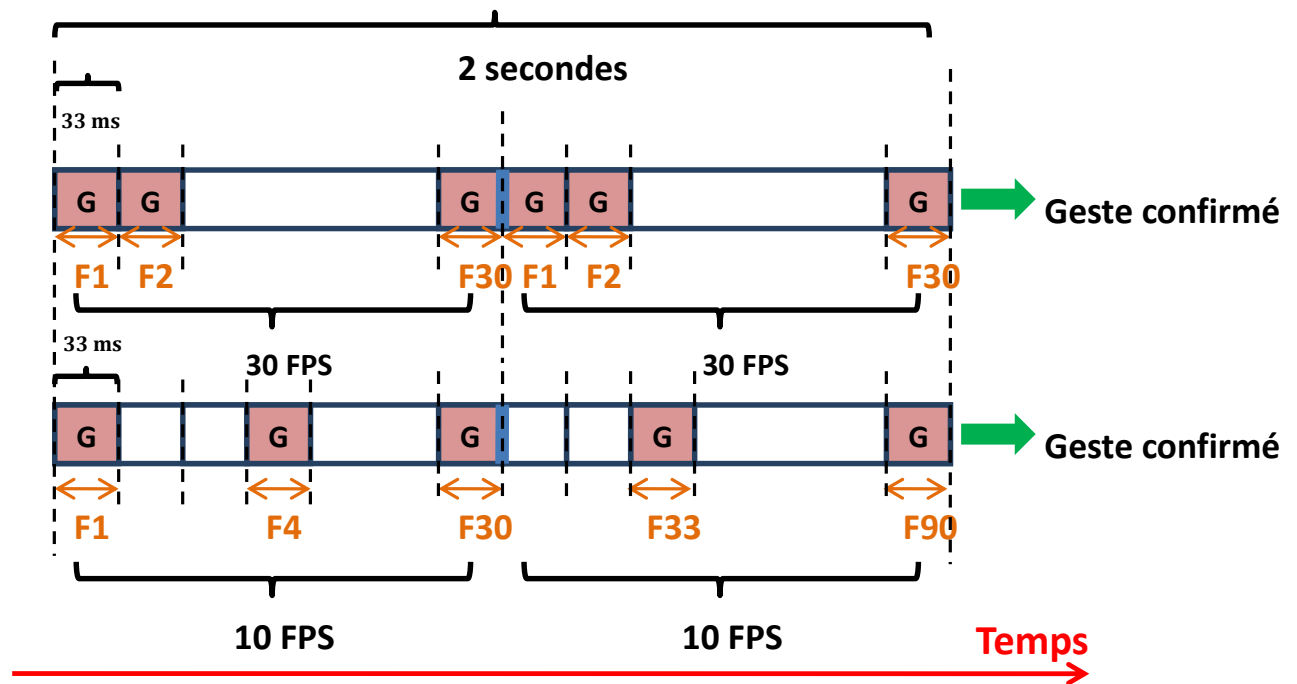 2 secondes
33 ms
G G G G G G
Geste confirmé
F1 F2 F30 F1 F2 F30
33 ms
30 FPS 30 FPS
G G G G G
Geste confirmé
F1 F4 F30 F33 F90
10 FPS 10 FPS
Temps